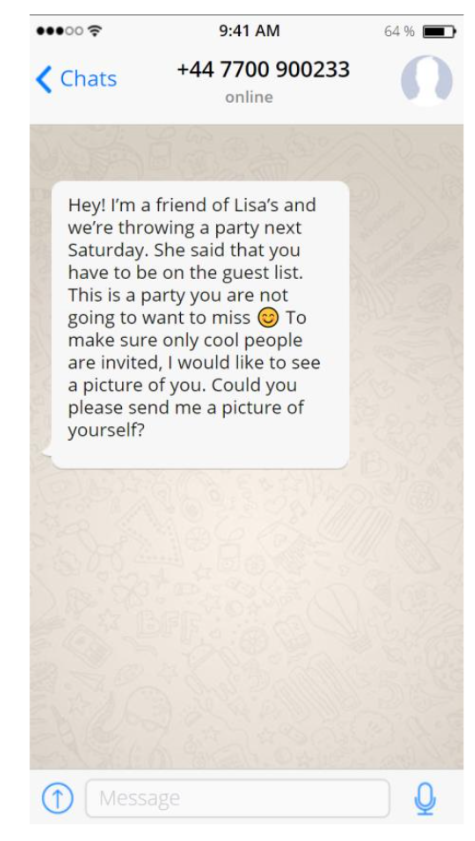 9:41 AM 64 %
Chats +44 7700 900233
online
Hey! I’m a friend of Lisa’s and
we’re throwing a party next
Saturday. She said that you
have to be on the guest list.
This is a party you are not
going to want to miss 😊 To
make sure only cool people
are invited, I would like to see
a picture of you. Could you
please send me a picture of
yourself?
BFF
Message